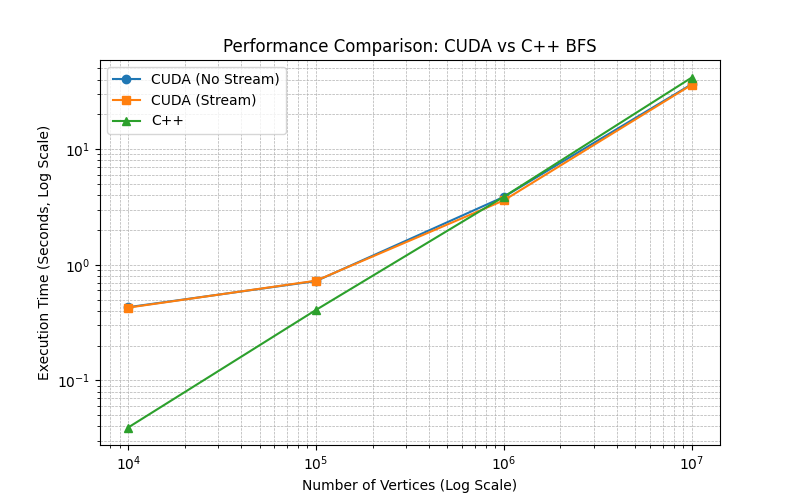 Performance Comparison: CUDA vs C++ BFS
CUDA (No Stream)
CUDA (Stream)
C++
Execution Time (Seconds, Log Scale)
10¹
10⁰
10⁻¹
10⁴
10⁵
10⁶
10⁷
Number of Vertices (Log Scale)